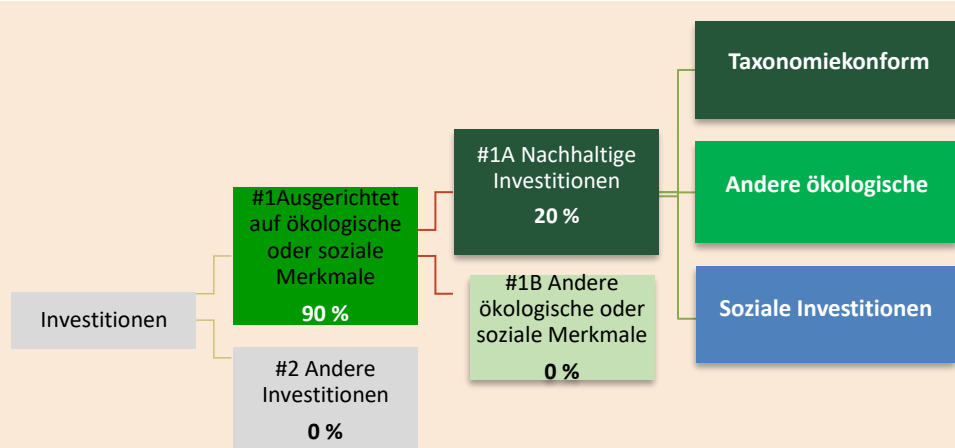 Investitionen
#1Ausgerichtet
auf ökologische
oder soziale
Merkmale
90 %
#2 Andere
Investitionen
0 %
#1A Nachhaltige
Investitionen
20 %
#1B Andere
ökologische oder
soziale Merkmale
0 %
Taxonomiekonform
Andere ökologische
Soziale Investitionen